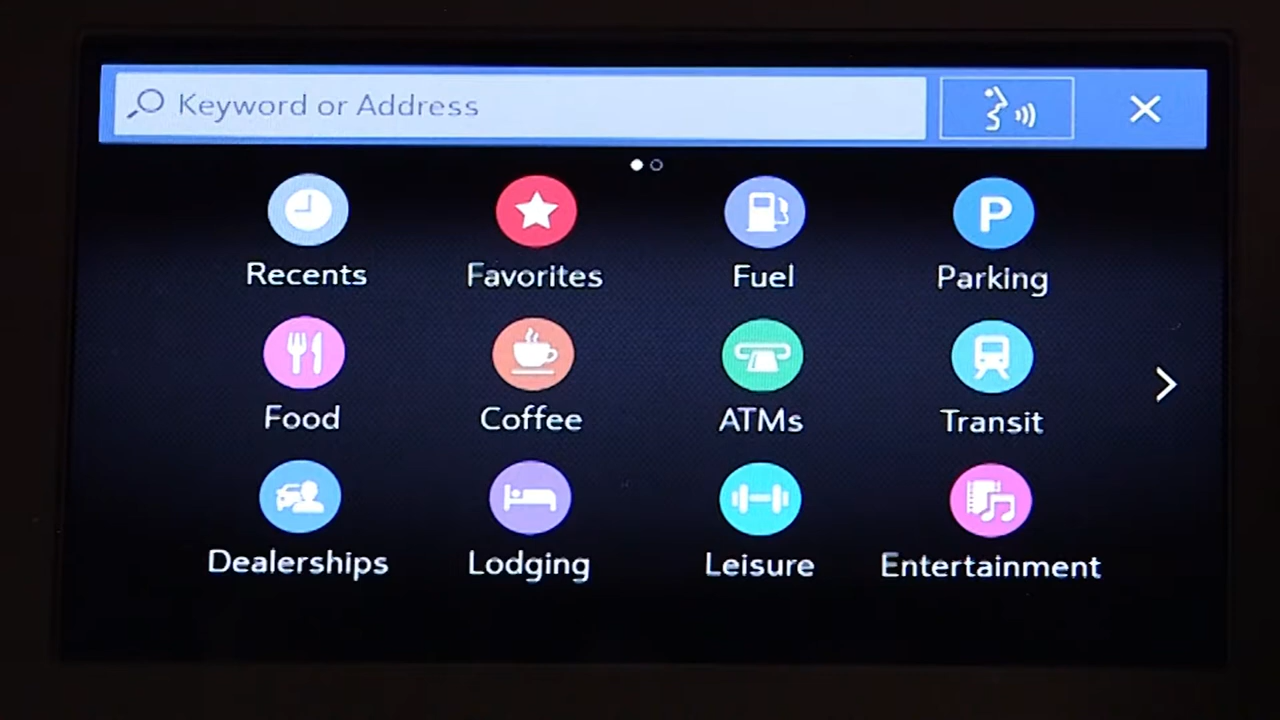 Keyword or Address
Recents Favorites Fuel P Parking
Food Coffee ATMs Transit
Dealerships Lodging Leisure Entertainment